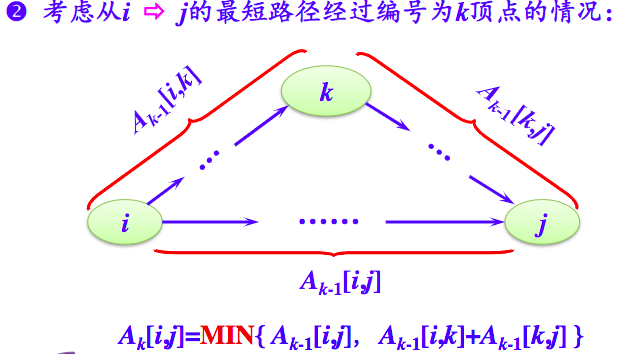 ❷ 考虑从i ⇨ j的最短路径经过编号为k顶点的情况：
k
Aₖ₋₁[i,k]
Aₖ₋₁[k,j]
i
j
Aₖ₋₁[i,j]
Aₖ[i,j]=MIN{ Aₖ₋₁[i,j], Aₖ₋₁[i,k]+Aₖ₋₁[k,j] }